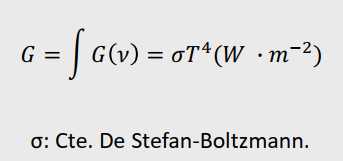 G = ∫ G(ν) = σT⁴(W · m⁻²)
σ: Cte. De Stefan-Boltzmann.